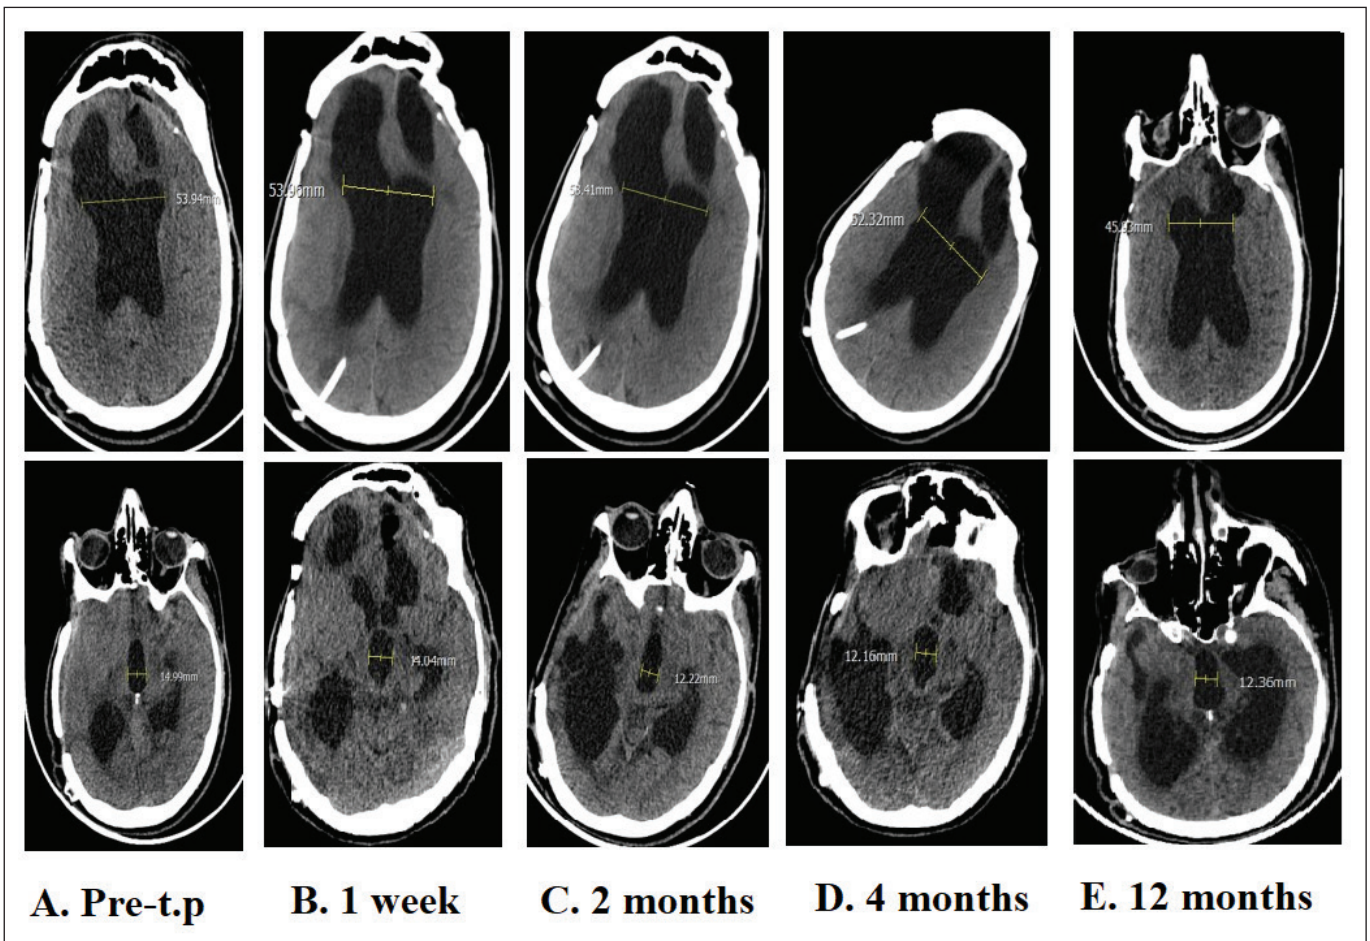 53.94mm
53.96mm
53.41mm
52.32mm
45.93mm
14.99mm
14.04mm
12.22mm
12.16mm
12.36mm
A. Pre-t.p
B. 1 week
C. 2 months
D. 4 months
E. 12 months